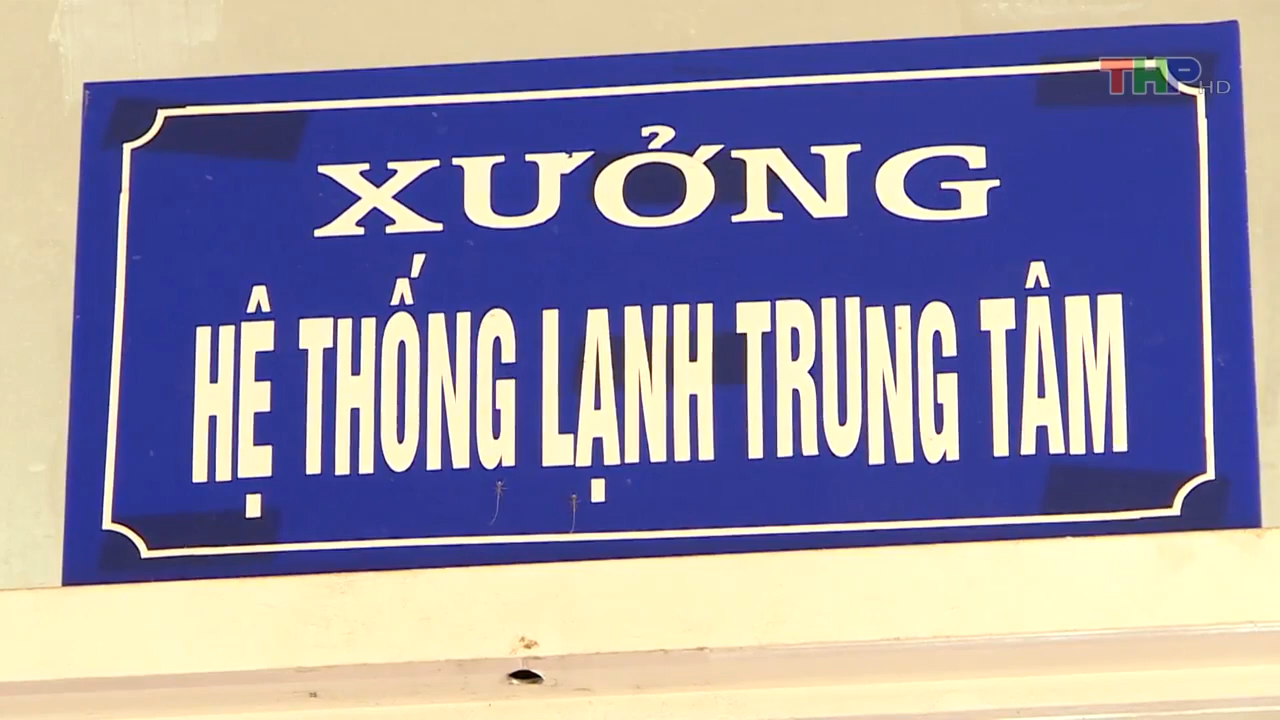 THP HD
XƯỞNG
HỆ THỐNG LẠNH TRUNG TÂM